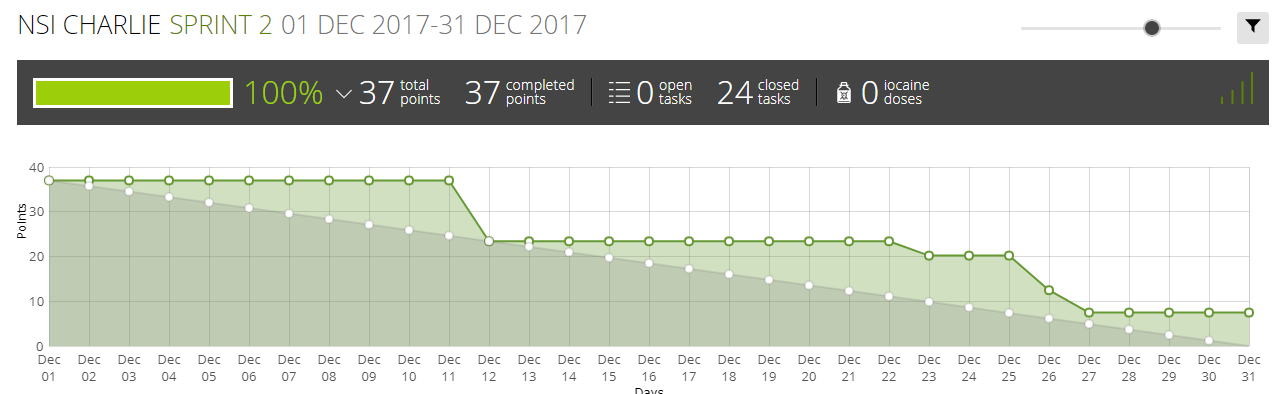 NSI CHARLIE SPRINT 2 01 DEC 2017-31 DEC 2017
100% 37 total points 37 completed points 0 open tasks 24 closed tasks 0 iocaine doses
40
30
20
10
0
Points
Dec Dec Dec Dec Dec Dec Dec Dec Dec Dec Dec Dec Dec Dec Dec Dec Dec Dec Dec Dec Dec Dec Dec Dec Dec Dec Dec Dec Dec Dec Dec
01 02 03 04 05 06 07 08 09 10 11 12 13 14 15 16 17 18 19 20 21 22 23 24 25 26 27 28 29 30 31
Days